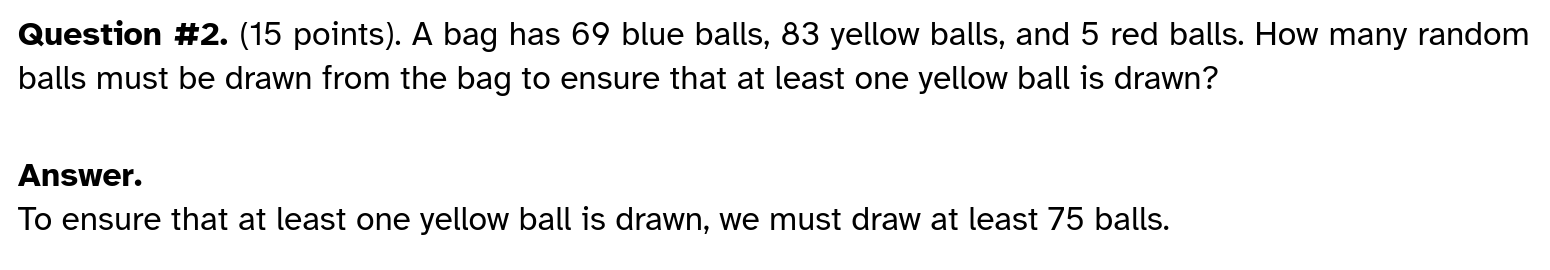 Question #2. (15 points). A bag has 69 blue balls, 83 yellow balls, and 5 red balls. How many random
balls must be drawn from the bag to ensure that at least one yellow ball is drawn?
Answer.
To ensure that at least one yellow ball is drawn, we must draw at least 75 balls.